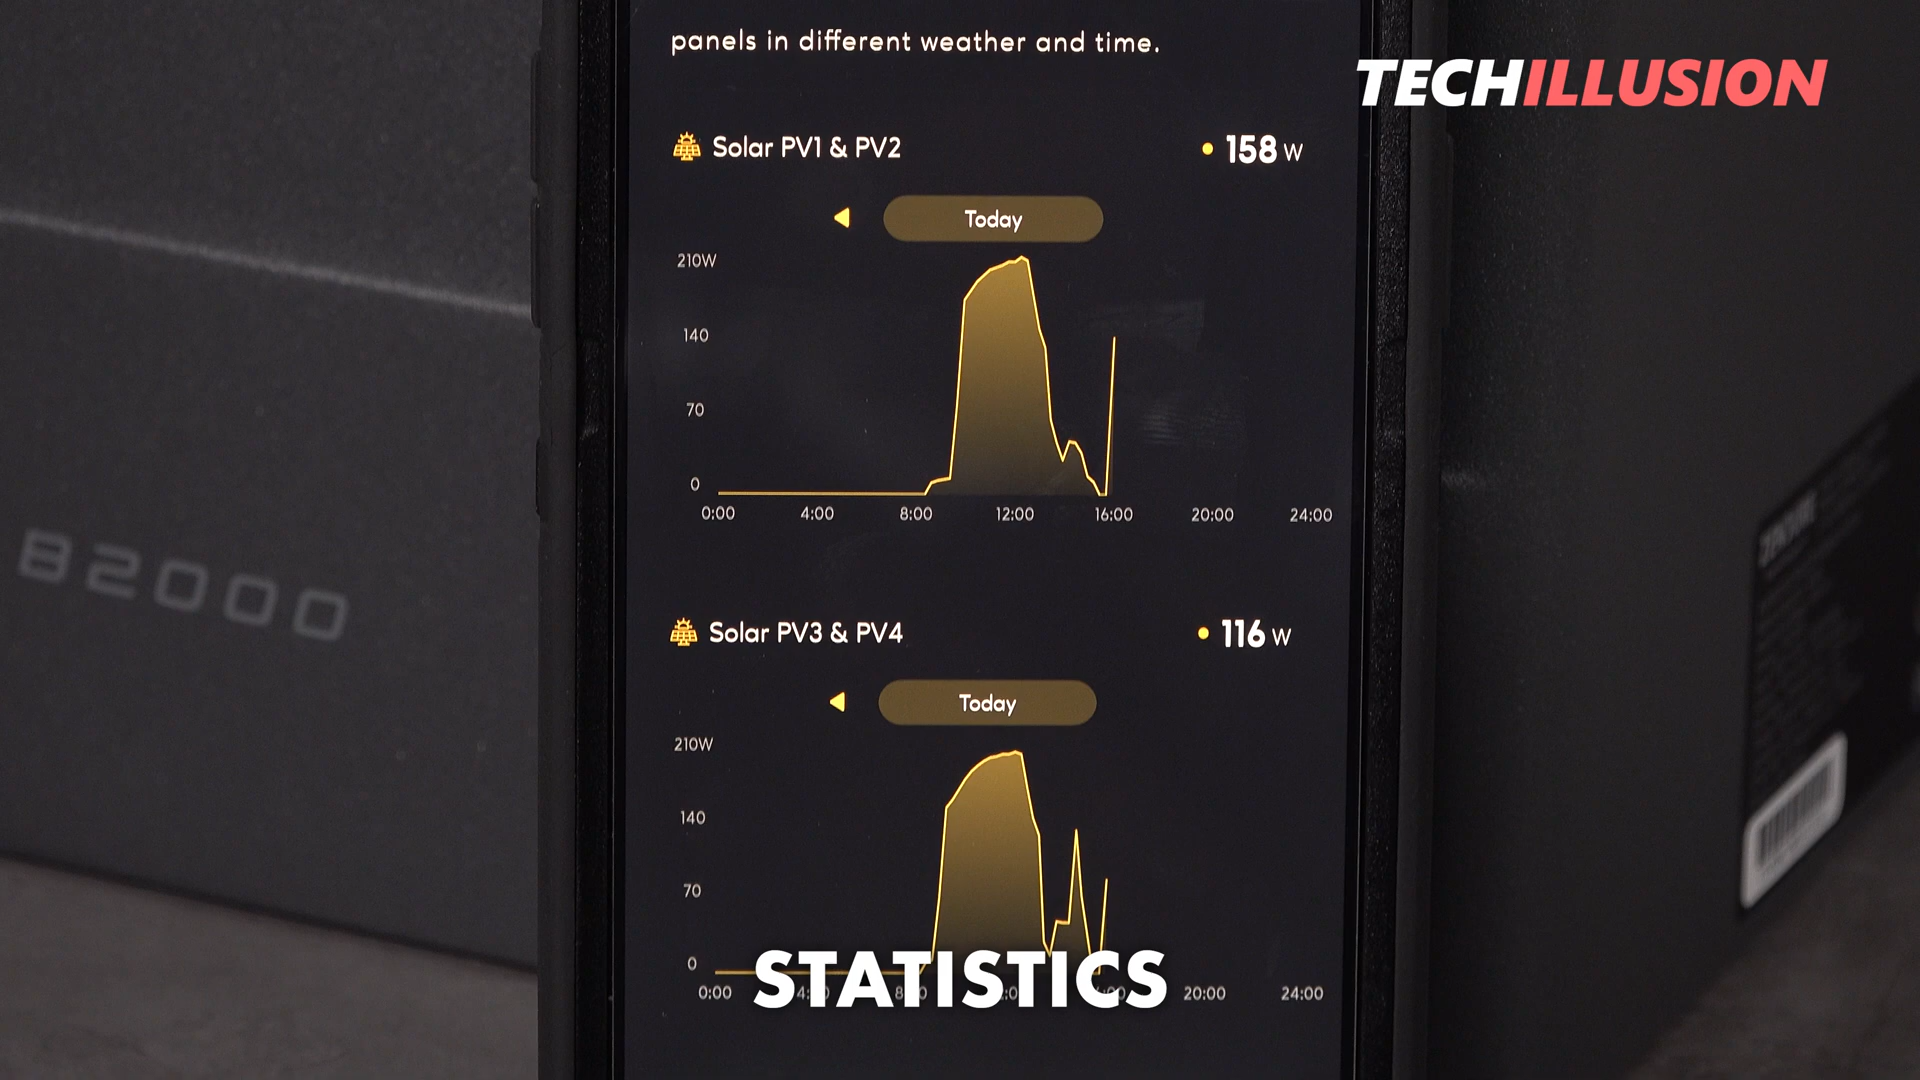 panels in different weather and time.
TECHILLUSION
Solar PV1 & PV2
158 W
Today
210W
140
70
0
0:00 4:00 8:00 12:00 16:00 20:00 24:00
Solar PV3 & PV4
116 W
Today
210W
140
70
0
0:00 20:00 24:00
STATISTICS
B2000